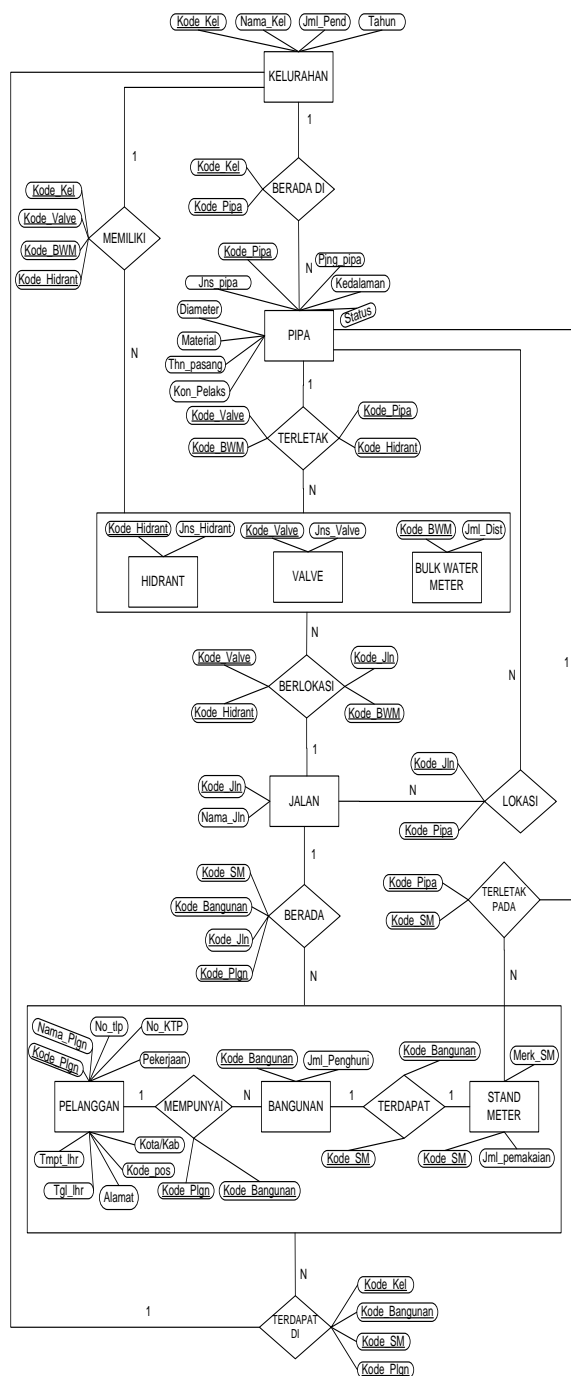 Kode_Kel
Nama_Kel
Jml_Pend
Tahun
KELURAHAN
1
1
Kode_Kel
Kode_Pipa
BERADA DI
Kode_Kel
Kode_Valve
Kode_BWM
Kode_Hidrant
MEMILIKI
N
N
Kode_Pipa
Pjng_pipa
Jns_pipa
Kedalaman
Diameter
Status
Material
Thn_pasang
Kon_Pelaks
PIPA
1
Kode_Valve
Kode_BWM
TERLETAK
Kode_Pipa
Kode_Hidrant
N
Kode_Hidrant
Jns_Hidrant
HIDRANT
Kode_Valve
Jns_Valve
VALVE
Kode_BWM
Jml_Dist
BULK WATER
METER
N
1
N
Kode_Valve
Kode_Hidrant
BERLOKASI
Kode_Jln
Kode_BWM
1
Kode_Jln
Nama_Jln
JALAN
N
Kode_Jln
Kode_Pipa
LOKASI
1
Kode_SM
Kode_Bangunan
Kode_Jln
Kode_Plgn
BERADA
Kode_Pipa
Kode_SM
TERLETAK
PADA
N
N
Nama_Plgn
No_tlp
No_KTP
Kode_Plgn
Pekerjaan
PELANGGAN
Tmpt_lhr
Tgl_lhr
Alamat
Kode_pos
Kota/Kab
1
MEMPUNYAI
N
Kode_Plgn
Kode_Bangunan
Kode_Bangunan
Jml_Penghuni
BANGUNAN
1
TERDAPAT
1
Kode_Bangunan
Kode_SM
Merk_SM
STAND
METER
Kode_SM
Jml_pemakaian
N
1
TERDAPAT
DI
Kode_Kel
Kode_Bangunan
Kode_SM
Kode_Plgn